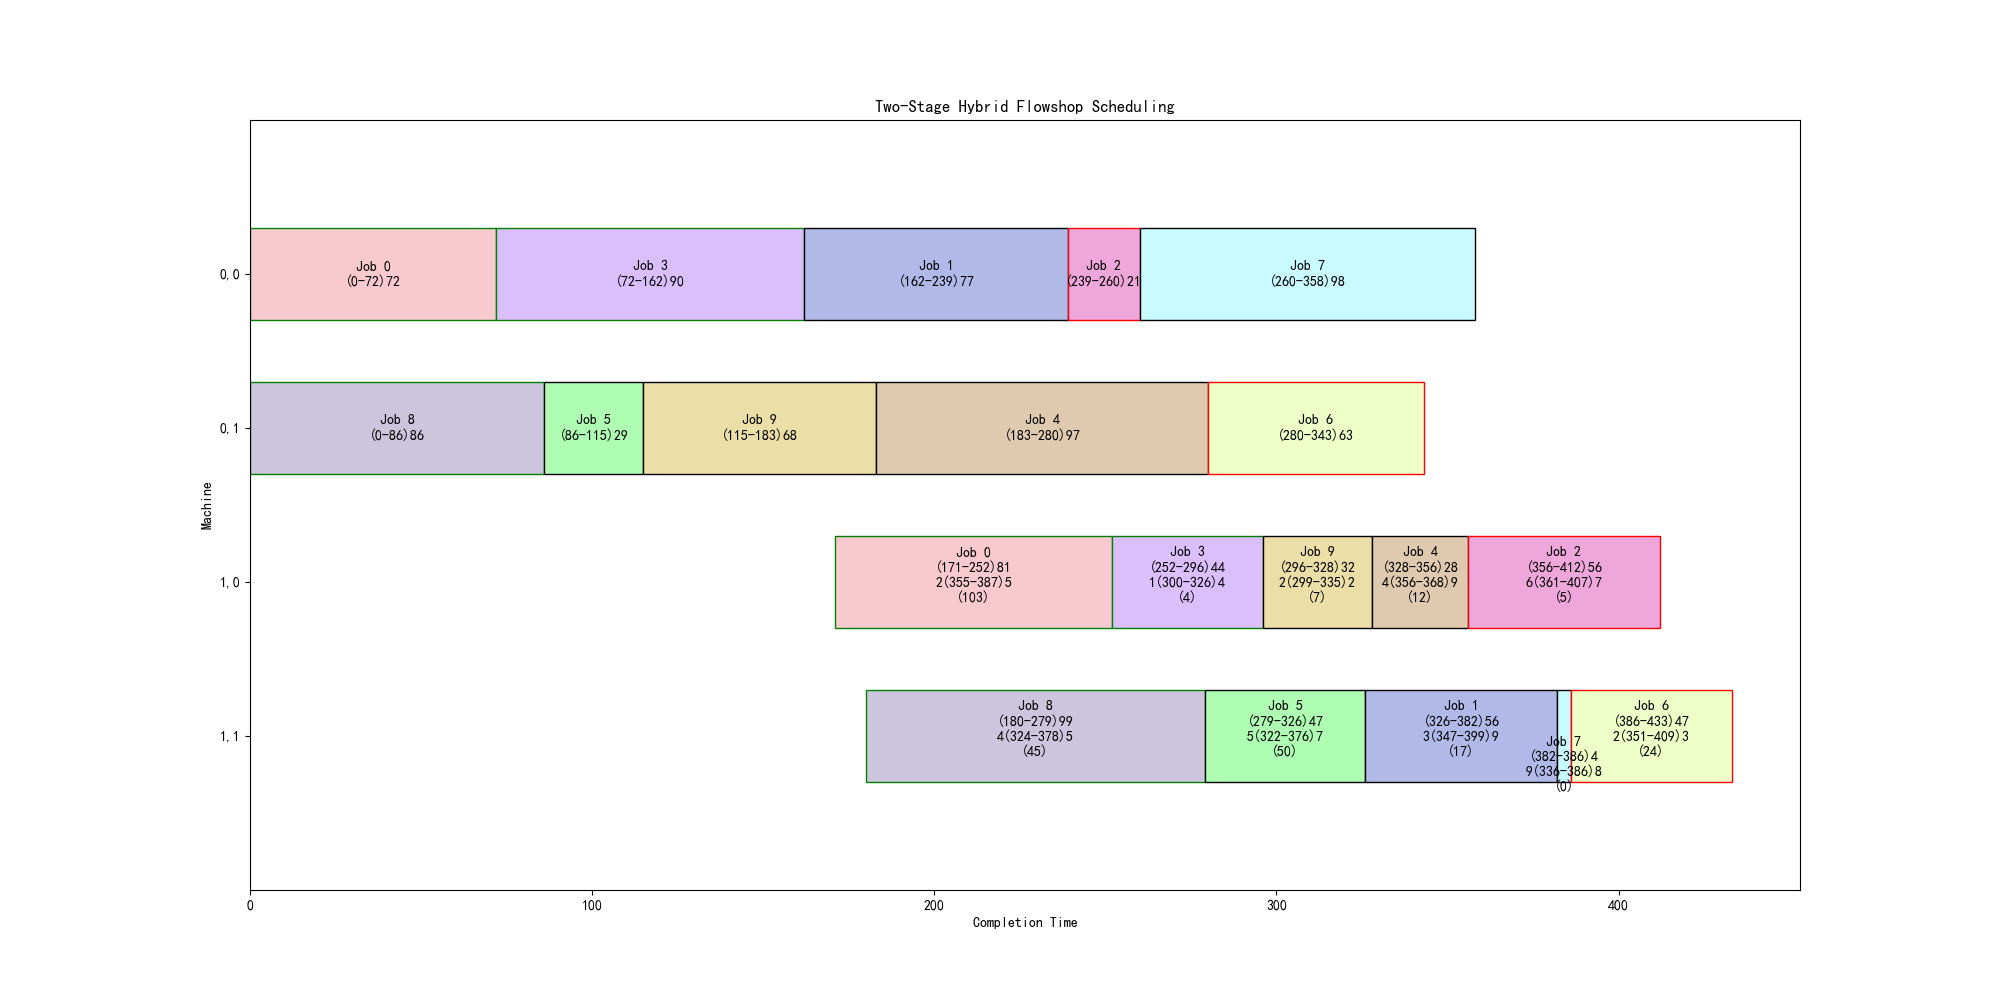 Two-Stage Hybrid Flowshop Scheduling
Machine
0,0
Job 0
(0-72)72
Job 3
(72-162)90
Job 1
(162-239)77
Job 2
(239-260)21
Job 7
(260-358)98
0,1
Job 8
(0-86)86
Job 5
(86-115)29
Job 9
(115-183)68
Job 4
(183-280)97
Job 6
(280-343)63
1,0
Job 0
(171-252)81
2(355-387)5
(103)
Job 3
(252-296)44
1(300-326)4
(4)
Job 9
(296-328)32
2(299-335)2
(7)
Job 4
(328-356)28
4(356-368)9
(12)
Job 2
(356-412)56
6(361-407)7
(5)
1,1
Job 8
(180-279)99
4(324-378)5
(45)
Job 5
(279-326)47
5(322-376)7
(50)
Job 1
(326-382)56
3(347-399)9
(17)
Job 7
(382-386)4
9(336-386)8
(0)
Job 6
(386-433)47
2(351-409)3
(24)
0
100
200
300
400
Completion Time